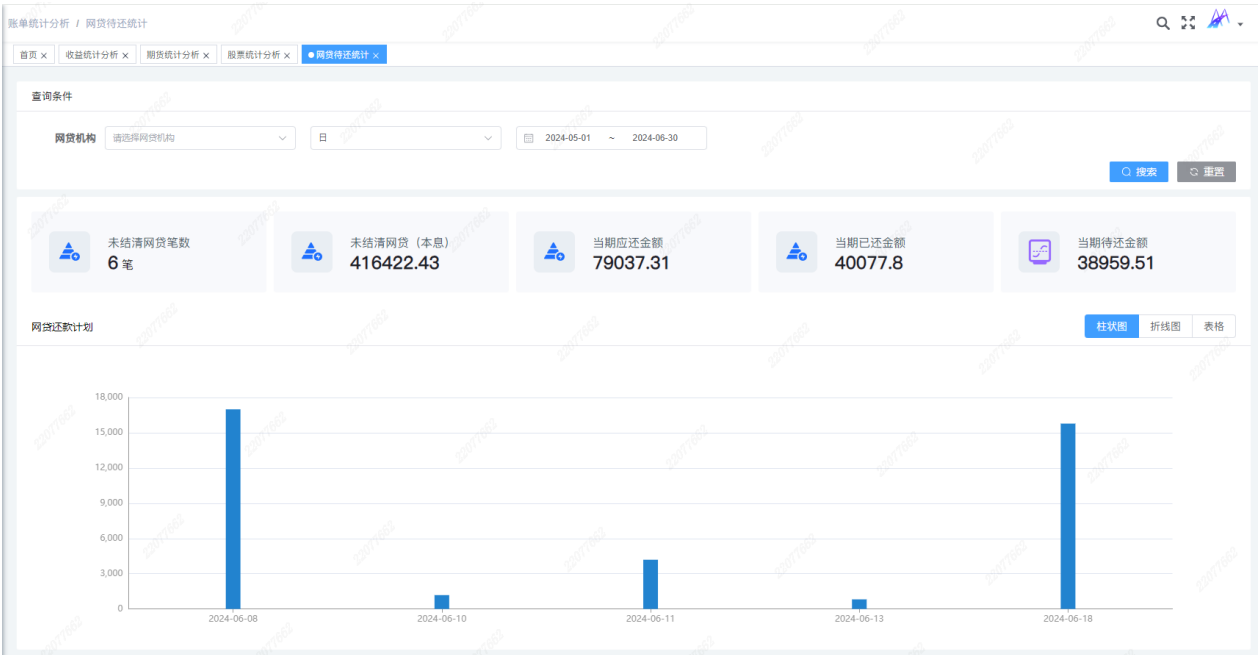 账单统计分析 / 网贷待还统计
首页 × 收益统计分析 × 期货统计分析 × 股票统计分析 × 网贷待还统计 ×
查询条件
网贷机构 请选择网贷机构 日 2024-05-01 ~ 2024-06-30
搜索 重置
未结清网贷笔数
6 笔
未结清网贷（本息）
416422.43
当期应还金额
79037.31
当期已还金额
40077.8
当期待还金额
38959.51
网贷还款计划 柱状图 折线图 表格
18,000
15,000
12,000
9,000
6,000
3,000
0
2024-06-08 2024-06-10 2024-06-11 2024-06-13 2024-06-18
22077662